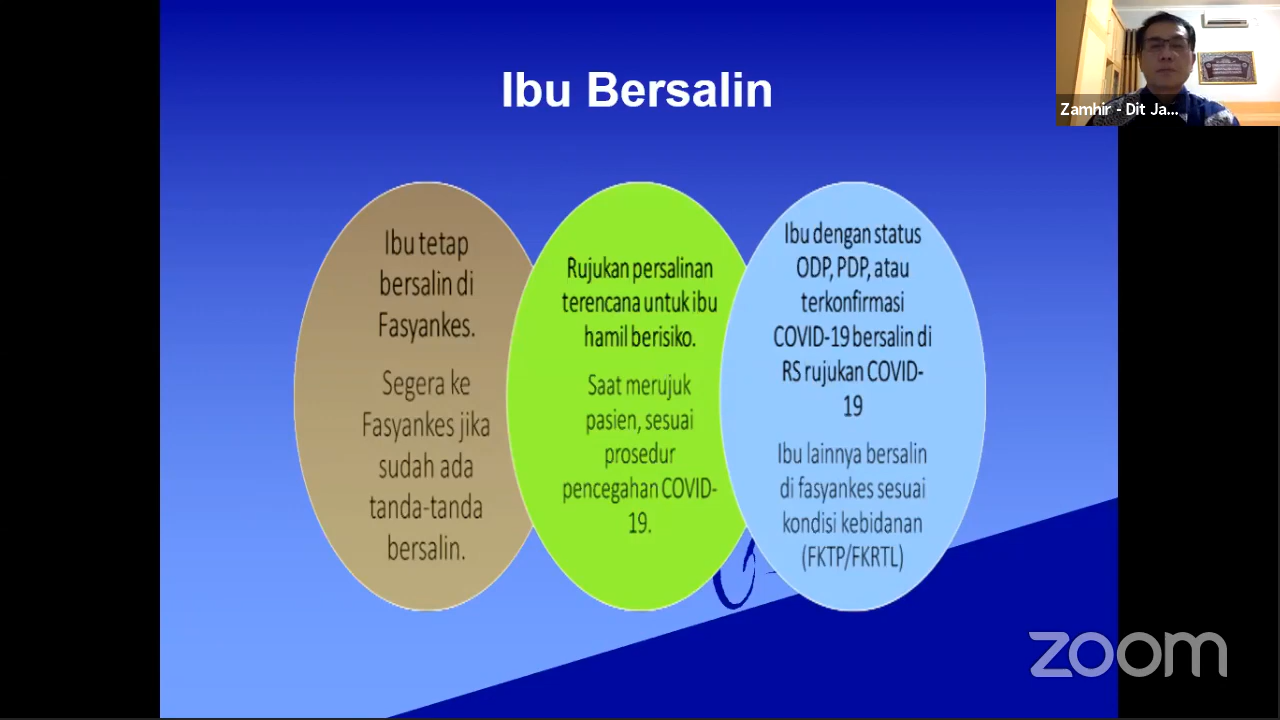 Ibu Bersalin
Zamhir - Dit Ja...
Ibu tetap
bersalin di
Fasyankes.
Segera ke
Fasyankes jika
sudah ada
tanda-tanda
bersalin.
Rujukan persalinan
terencana untuk ibu
hamil berisiko.
Saat merujuk
pasien, sesuai
prosedur
pencegahan COVID-
19.
Ibu dengan status
ODP, PDP, atau
terkonfirmasi
COVID-19 bersalin di
RS rujukan COVID-
19
Ibu lainnya bersalin
di fasyankes sesuai
kondisi kebidanan
(FKTP/FKRTL)
zoom